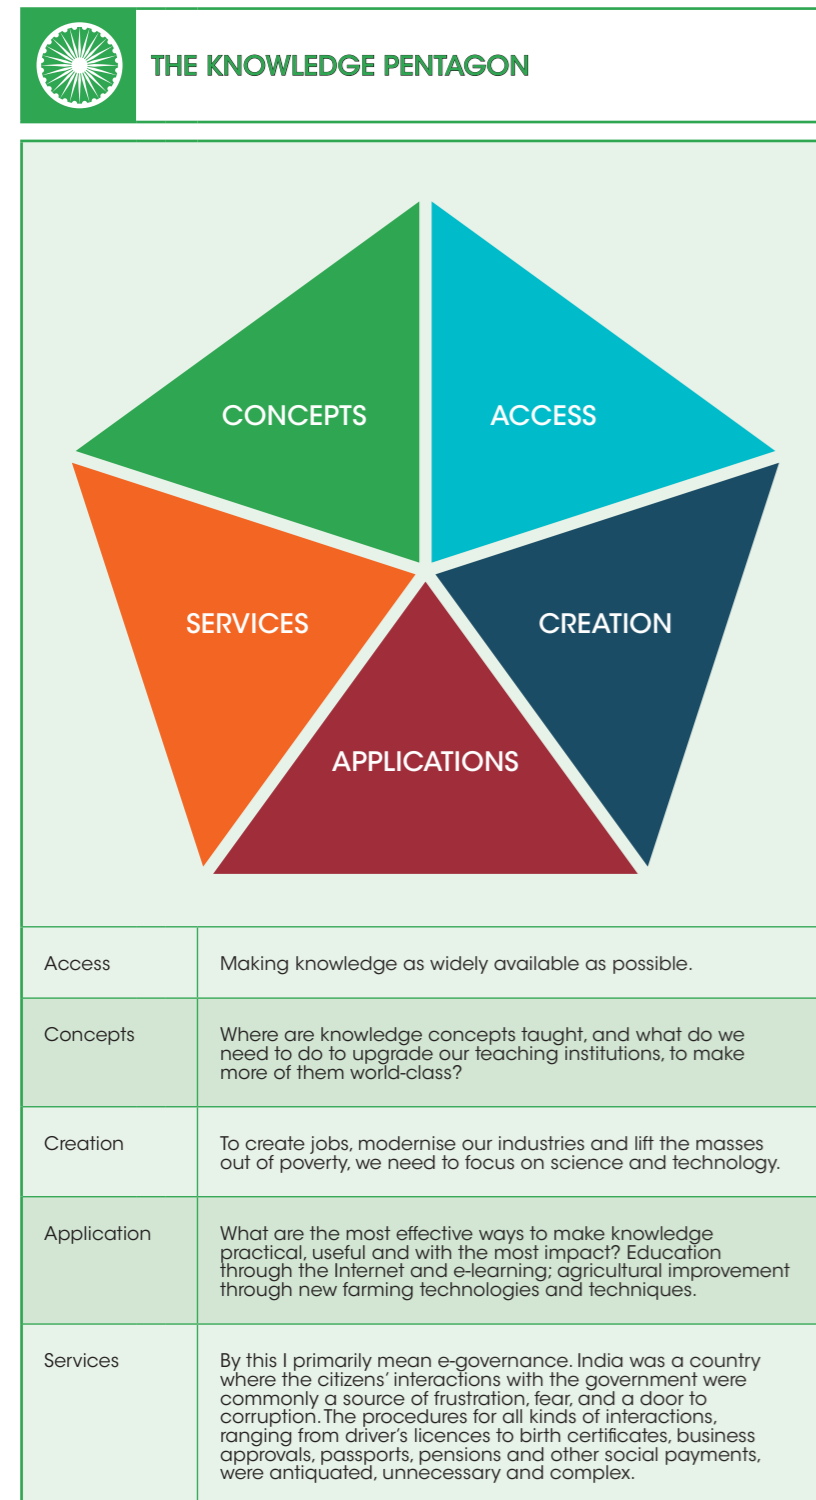 THE KNOWLEDGE PENTAGON
CONCEPTS
ACCESS
SERVICES
CREATION
APPLICATIONS
Access
Making knowledge as widely available as possible.
Concepts
Where are knowledge concepts taught, and what do we
need to do to upgrade our teaching institutions, to make
more of them world-class?
Creation
To create jobs, modernise our industries and lift the masses
out of poverty, we need to focus on science and technology.
Application
What are the most effective ways to make knowledge
practical, useful and with the most impact? Education
through the Internet and e-learning; agricultural improvement
through new farming technologies and techniques.
Services
By this I primarily mean e-governance. India was a country
where the citizens' interactions with the government were
commonly a source of frustration, fear, and a door to
corruption. The procedures for all kinds of interactions,
ranging from driver's licences to birth certificates, business
approvals, passports, pensions and other social payments,
were antiquated, unnecessary and complex.